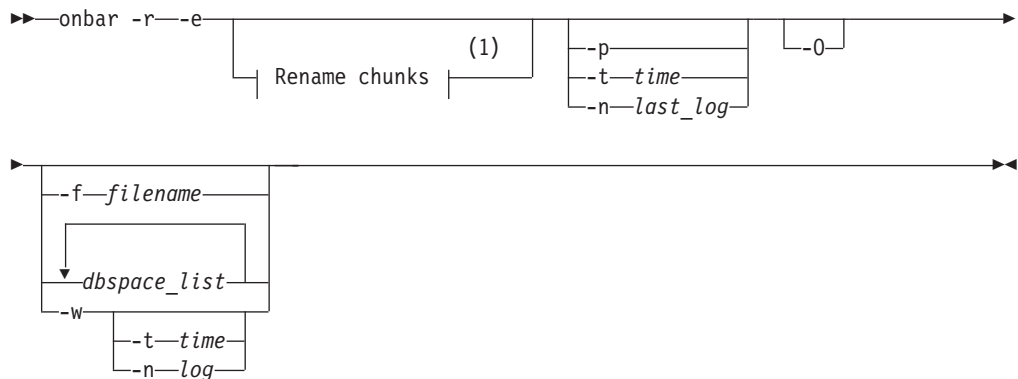 onbar -r -e
(1)
Rename chunks
-p
-t time
-n last_log
-O
-f filename
dbspace_list
-w
-t time
-n log